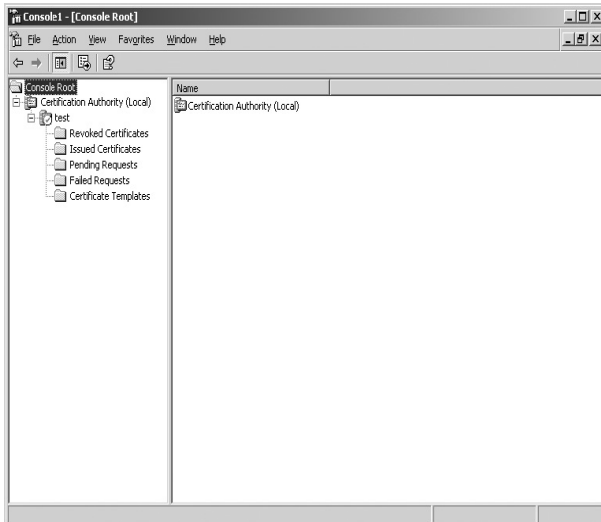 Console1 - [Console Root]
File Action View Favorites Window Help
Console Root
Certification Authority (Local)
test
Revoked Certificates
Issued Certificates
Pending Requests
Failed Requests
Certificate Templates
Name
Certification Authority (Local)